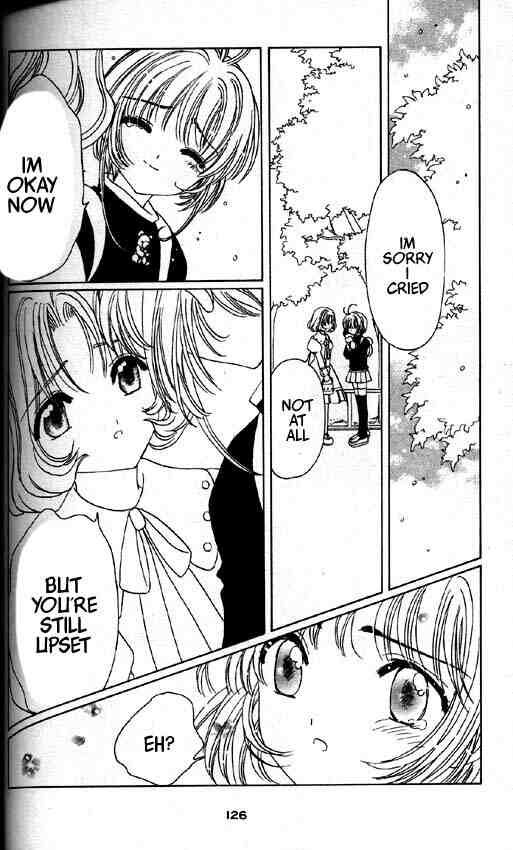 IM
SORRY
I
CRIED
NOT
AT
ALL
IM
OKAY
NOW
BUT
YOU'RE
STILL
UPSET
EH?
126